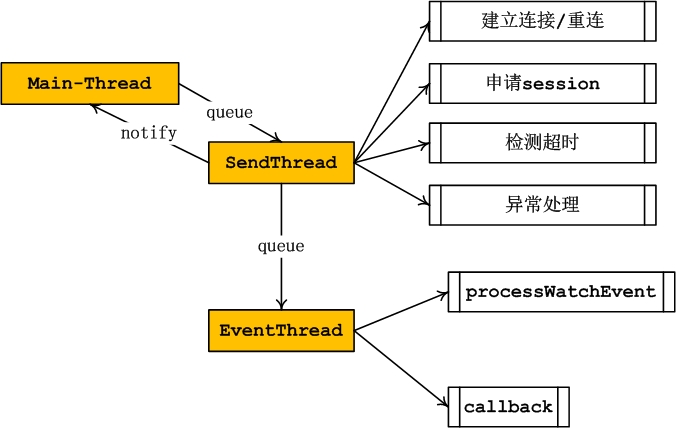 建立连接/重连
Main-Thread
申请session
queue
notify
检测超时
SendThread
异常处理
queue
processWatchEvent
EventThread
callback